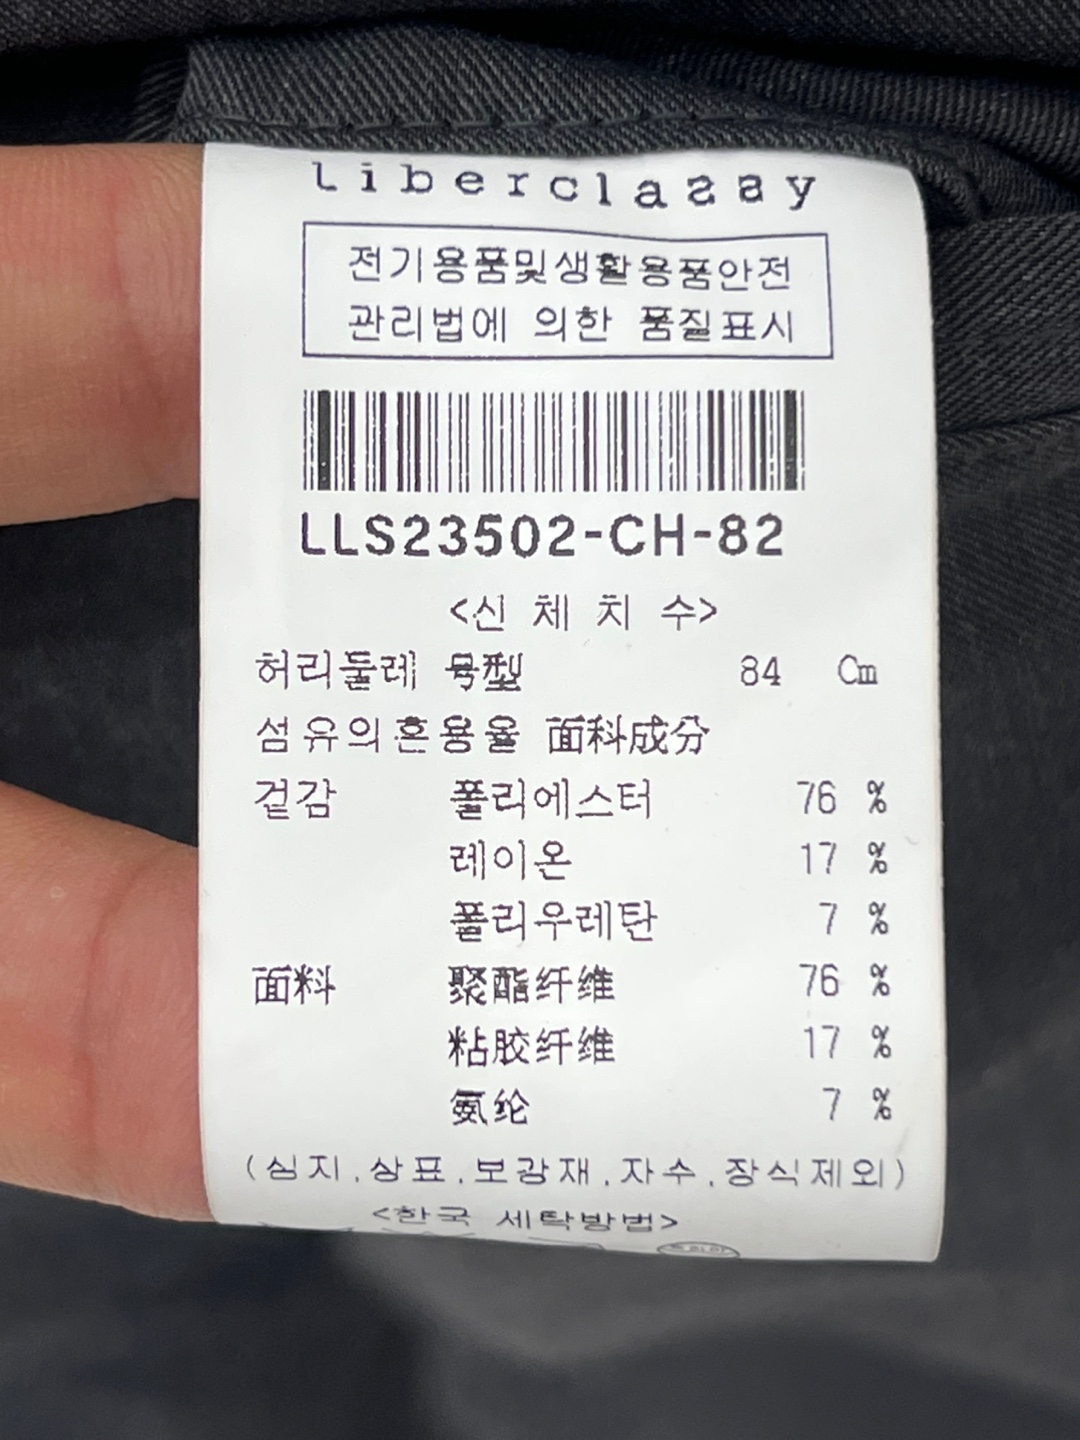 Liberclassy
전기용품및생활용품안전
관리법에 의한 품질표시
LLS23502-CH-82
<신 체 치 수>
허리둘레 号型 84 Cm
섬유의혼용율 面料成分
겉감 폴리에스터 76 %
레이온 17 %
폴리우레탄 7 %
面料 聚酯纤维 76 %
粘胶纤维 17 %
氨纶 7 %
(심지,상표,보강재,자수,장식제외)
<한국 세탁방법>